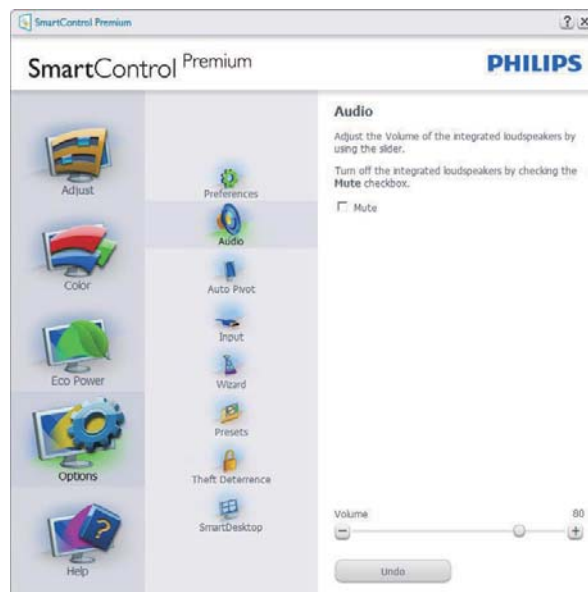 SmartControl Premium
? X
SmartControl Premium
PHILIPS
Adjust
Color
Eco Power
Options
Help
Preferences
Audio
Auto Pivot
Input
Wizard
Presets
Theft Deterrence
SmartDesktop
Audio
Adjust the Volume of the integrated loudspeakers by
using the slider.
Turn off the integrated loudspeakers by checking the
Mute checkbox.
Mute
Volume 80
Undo